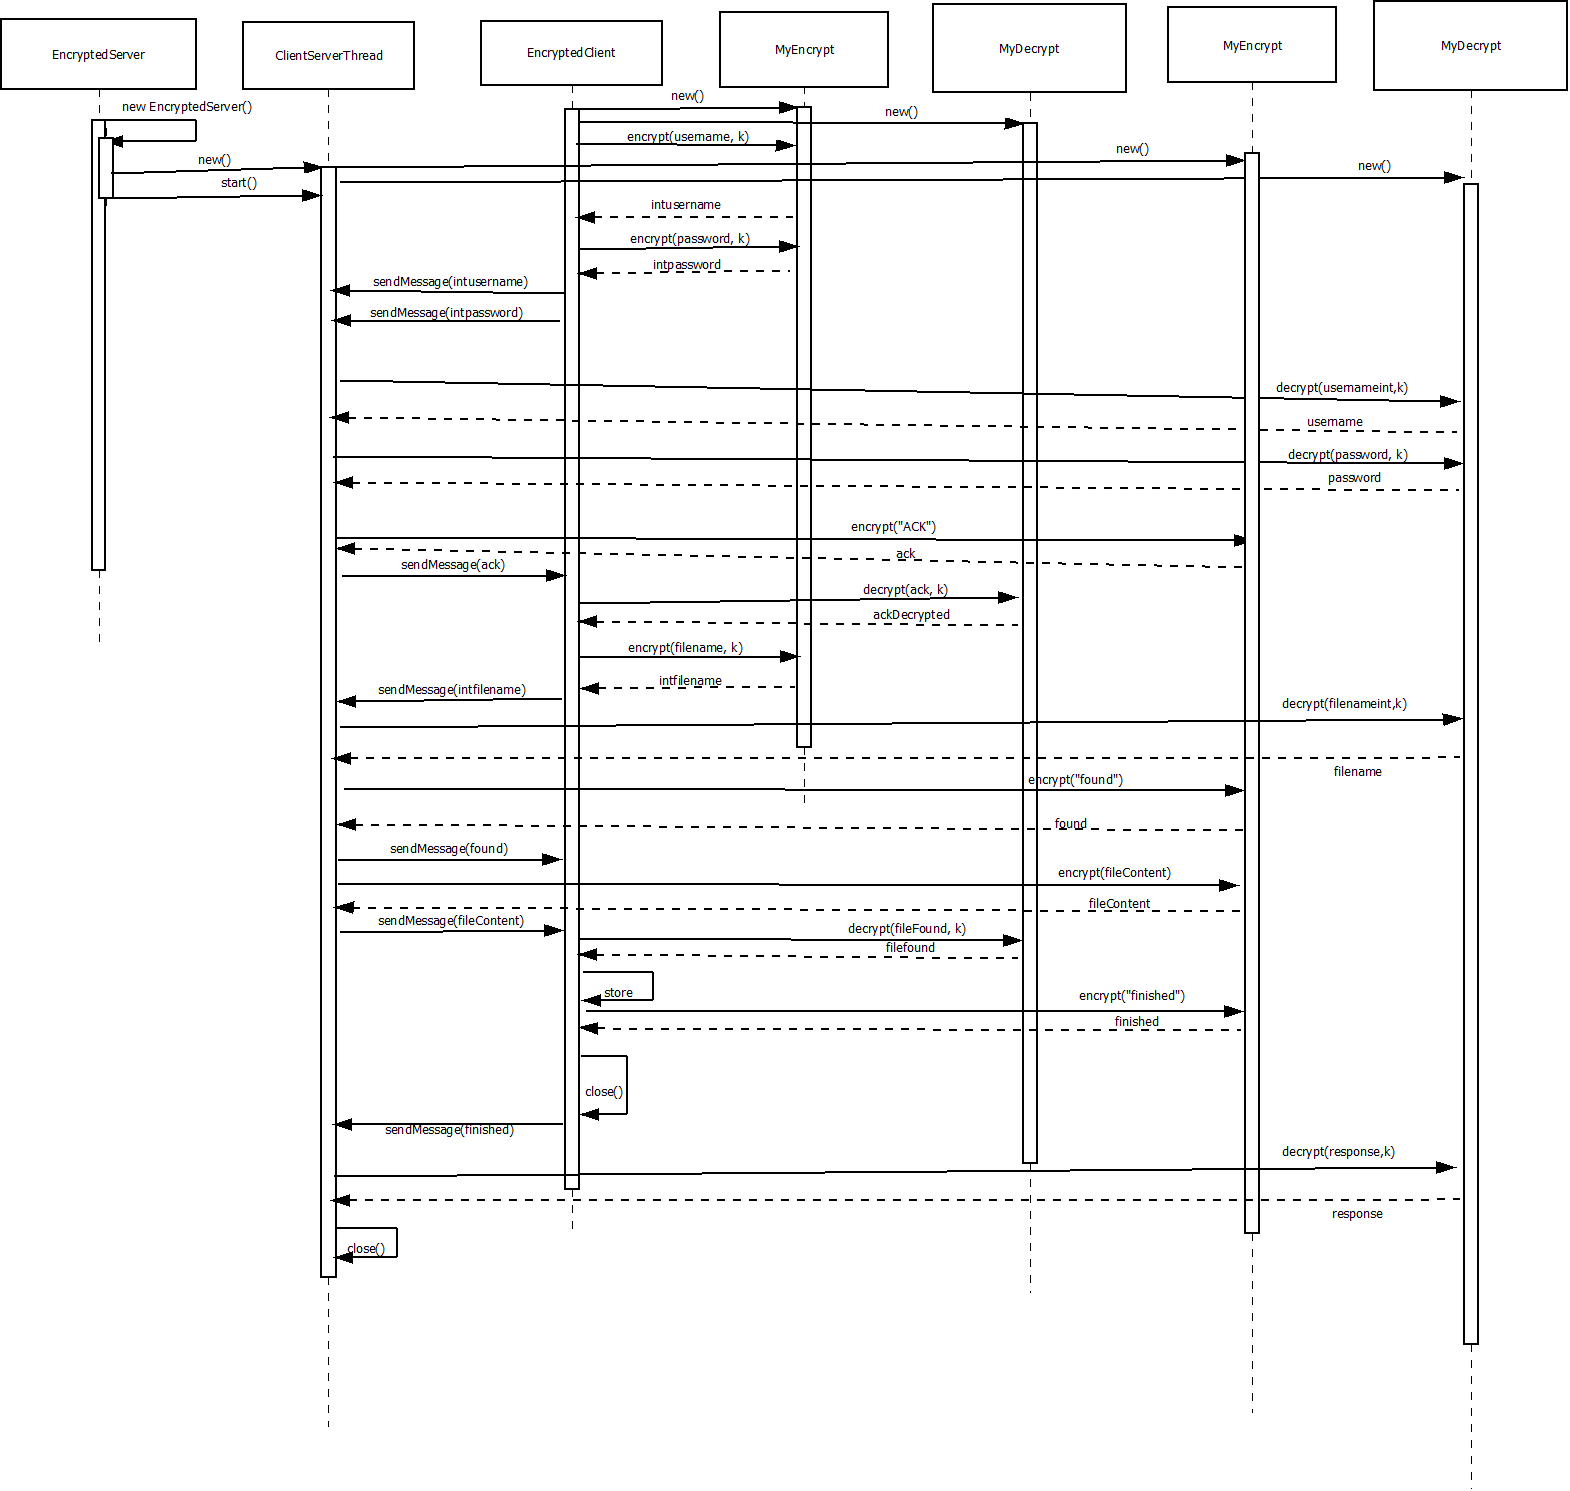 EncryptedServer
ClientServerThread
EncryptedClient
MyEncrypt
MyDecrypt
MyEncrypt
MyDecrypt
new()
new EncryptedServer()
new()
encrypt(username, k)
new()
new()
new()
start()
intusername
encrypt(password, k)
intpassword
sendMessage(intusername)
sendMessage(intpassword)
decrypt(usernameint,k)
username
decrypt(password, k)
password
encrypt("ACK")
ack
sendMessage(ack)
decrypt(ack, k)
ackDecrypted
encrypt(filename, k)
intfilename
sendMessage(intfilename)
decrypt(filenameint,k)
filename
encrypt("found")
found
sendMessage(found)
encrypt(fileContent)
fileContent
sendMessage(fileContent)
decrypt(fileFound, k)
filefound
store
encrypt("finished")
finished
close()
sendMessage(finished)
decrypt(response,k)
response
close()